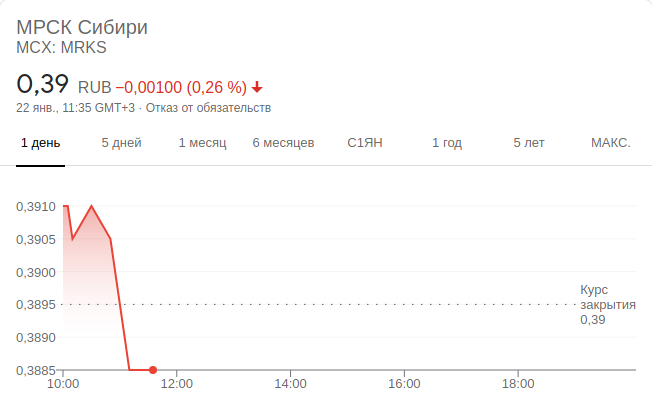 МРСК Сибири
MCX: MRKS
0,39 RUB −0,00100 (0,26 %)
22 янв., 11:35 GMT+3 · Отказ от обязательств
1 день 5 дней 1 месяц 6 месяцев С1ЯН 1 год 5 лет МАКС.
0,3910
0,3905
0,3900
0,3895
0,3890
0,3885
Курс
закрытия
0,39
10:00 12:00 14:00 16:00 18:00